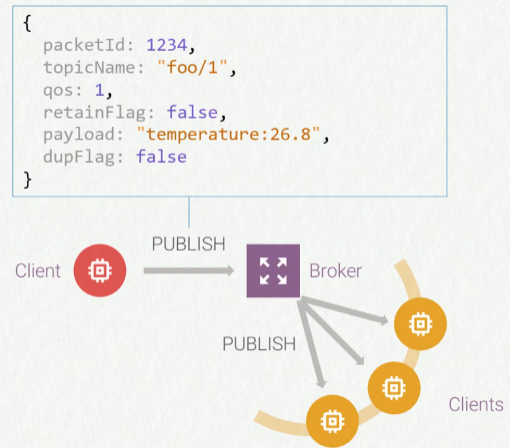 {
packetId: 1234,
topicName: "foo/1",
qos: 1,
retainFlag: false,
payload: "temperature:26.8",
dupFlag: false
}
PUBLISH
Client
Broker
PUBLISH
Clients